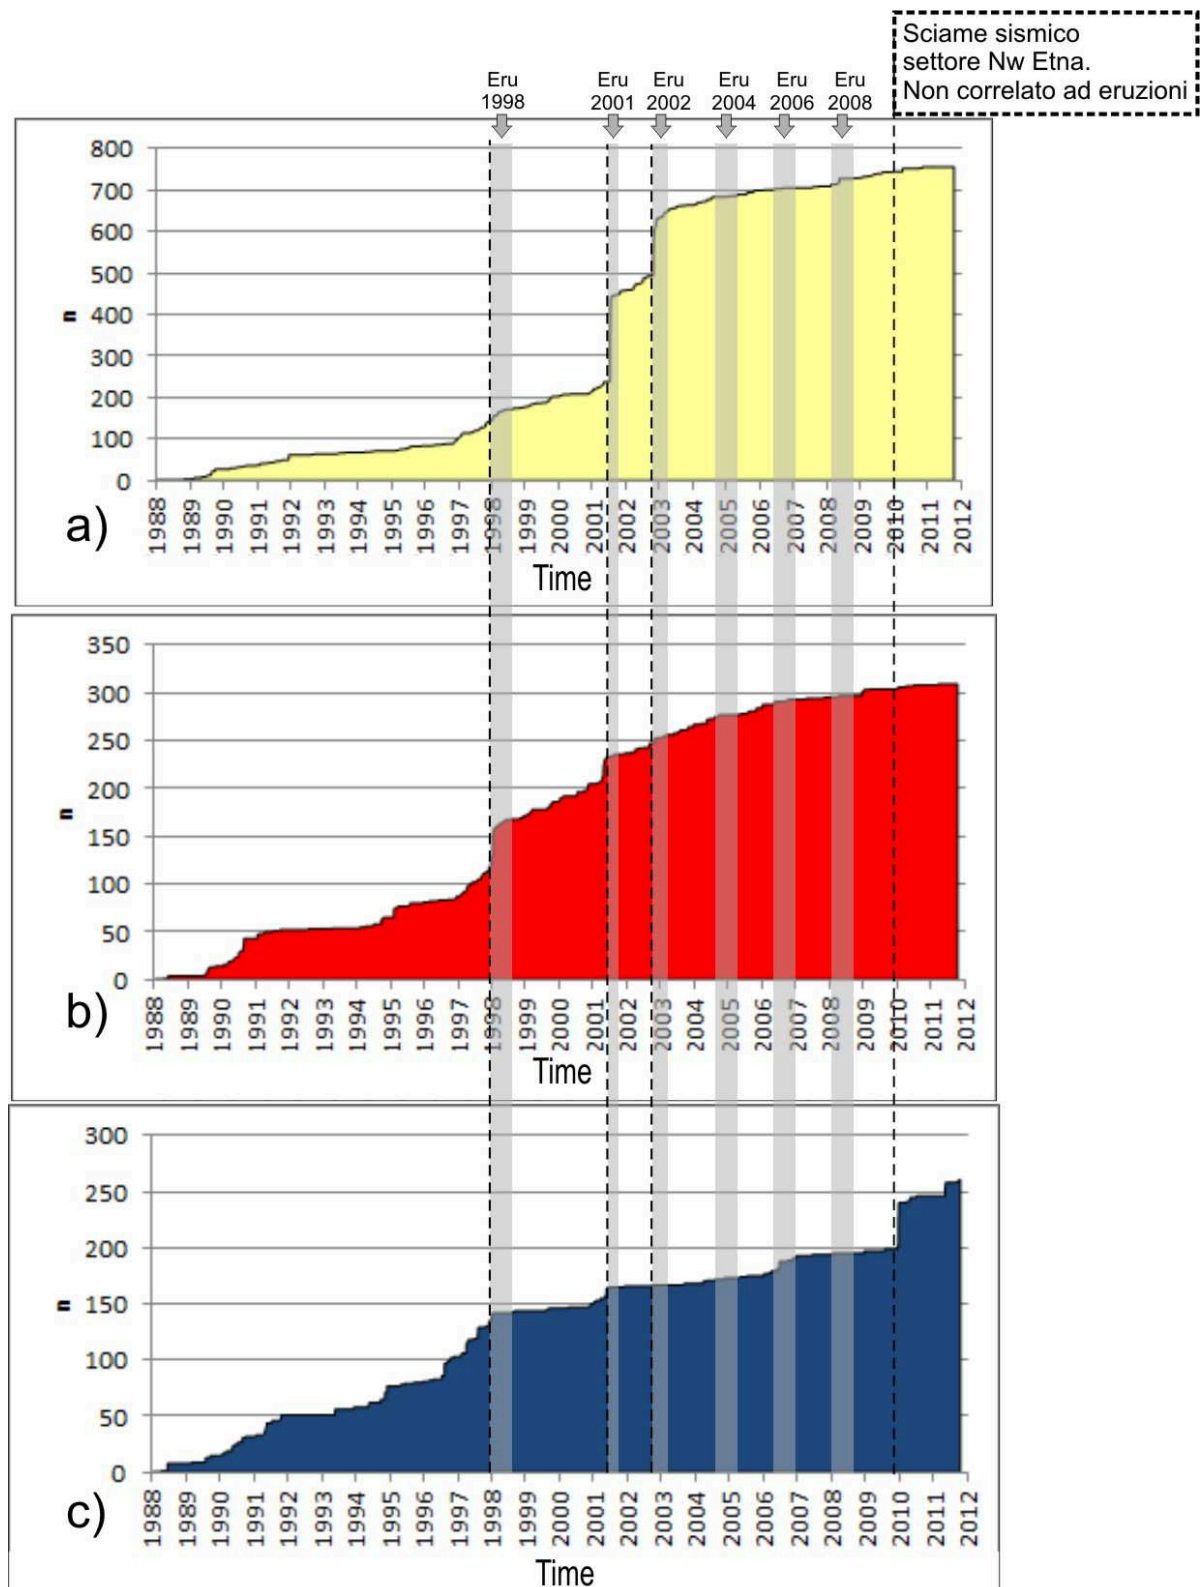 Sciame sismico
settore Nw Etna.
Non correlato ad eruzioni
Eru Eru Eru Eru Eru Eru
1998 2001 2002 2004 2006 2008
800
700
600
500
400
n
300
200
100
0
1988 1989 1990 1991 1992 1993 1994 1995 1996 1997 1998 1999 2000 2001 2002 2003 2004 2005 2006 2007 2008 2009 2010 2011 2012
a)
Time
350
300
250
200
n
150
100
50
0
1988 1989 1990 1991 1992 1993 1994 1995 1996 1997 1998 1999 2000 2001 2002 2003 2004 2005 2006 2007 2008 2009 2010 2011 2012
b)
Time
300
250
200
n
150
100
50
0
1988 1989 1990 1991 1992 1993 1994 1995 1996 1997 1998 1999 2000 2001 2002 2003 2004 2005 2006 2007 2008 2009 2010 2011 2012
c)
Time